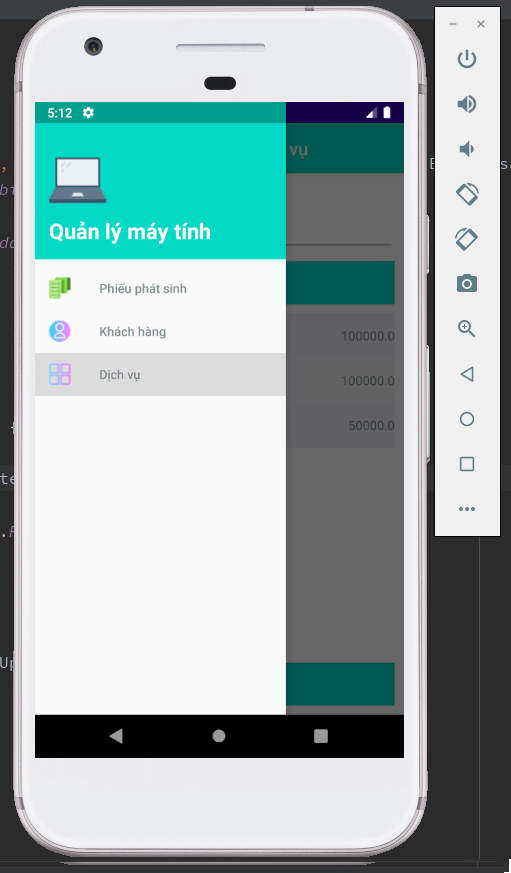 5:12
Quản lý máy tính
Phiếu phát sinh
Khách hàng
Dịch vụ
vụ
100000.0
100000.0
50000.0